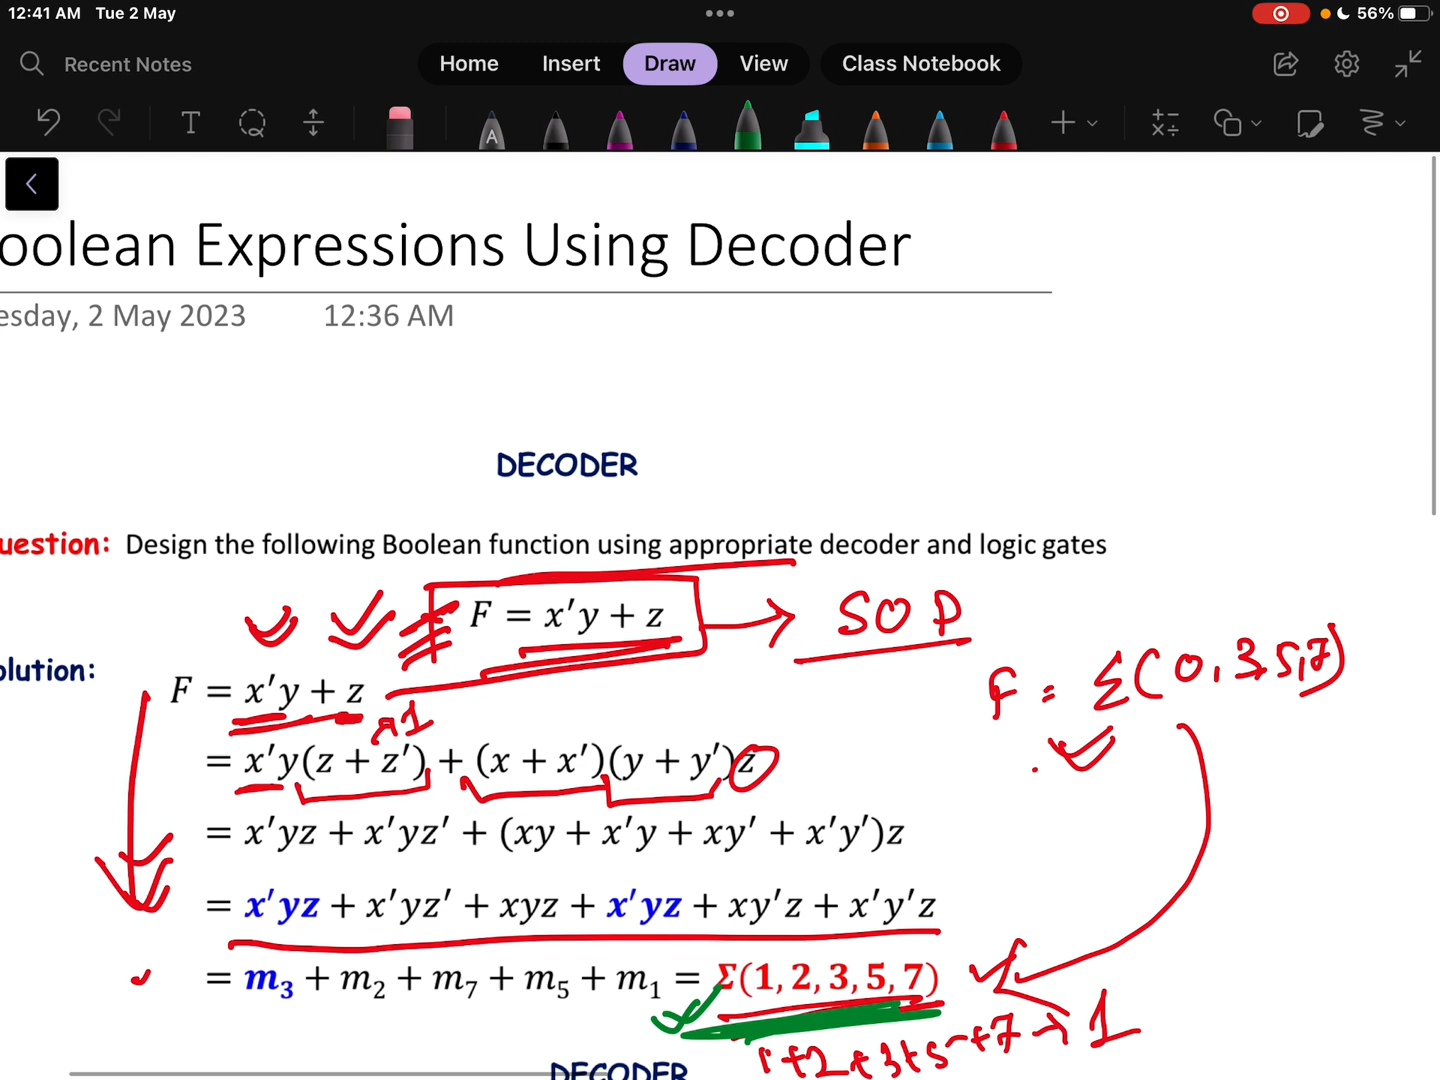 12:41 AM Tue 2 May
56%
Recent Notes
Home Insert Draw View Class Notebook
T
A
oolean Expressions Using Decoder
esday, 2 May 2023 12:36 AM
DECODER
uestion: Design the following Boolean function using appropriate decoder and logic gates
F = x′y + z
SOP
olution:
F = x′y + z
F = Σ(0,3,5,7)
→1
= x′y(z + z′) + (x + x′)(y + y′)z
= x′yz + x′yz′ + (xy + x′y + xy′ + x′y′)z
= x′yz + x′yz′ + xyz + x′yz + xy′z + x′y′z
= m₃ + m₂ + m₇ + m₅ + m₁ = Σ(1, 2, 3, 5, 7)
1+2+3+5+7→1
DECODER